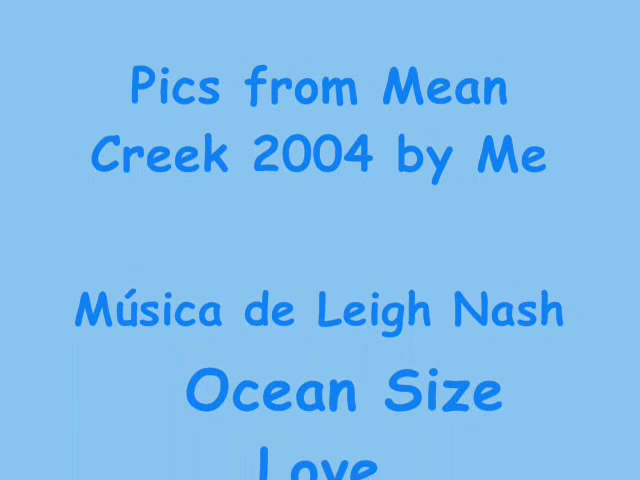 Pics from Mean
Creek 2004 by Me
Música de Leigh Nash
Ocean Size
Love